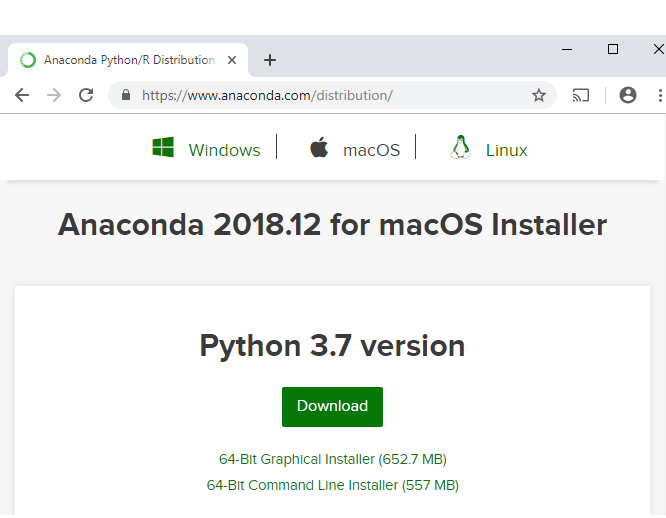 Anaconda Python/R Distribution
https://www.anaconda.com/distribution/
Windows macOS Linux
Anaconda 2018.12 for macOS Installer
Python 3.7 version
Download
64-Bit Graphical Installer (652.7 MB)
64-Bit Command Line Installer (557 MB)